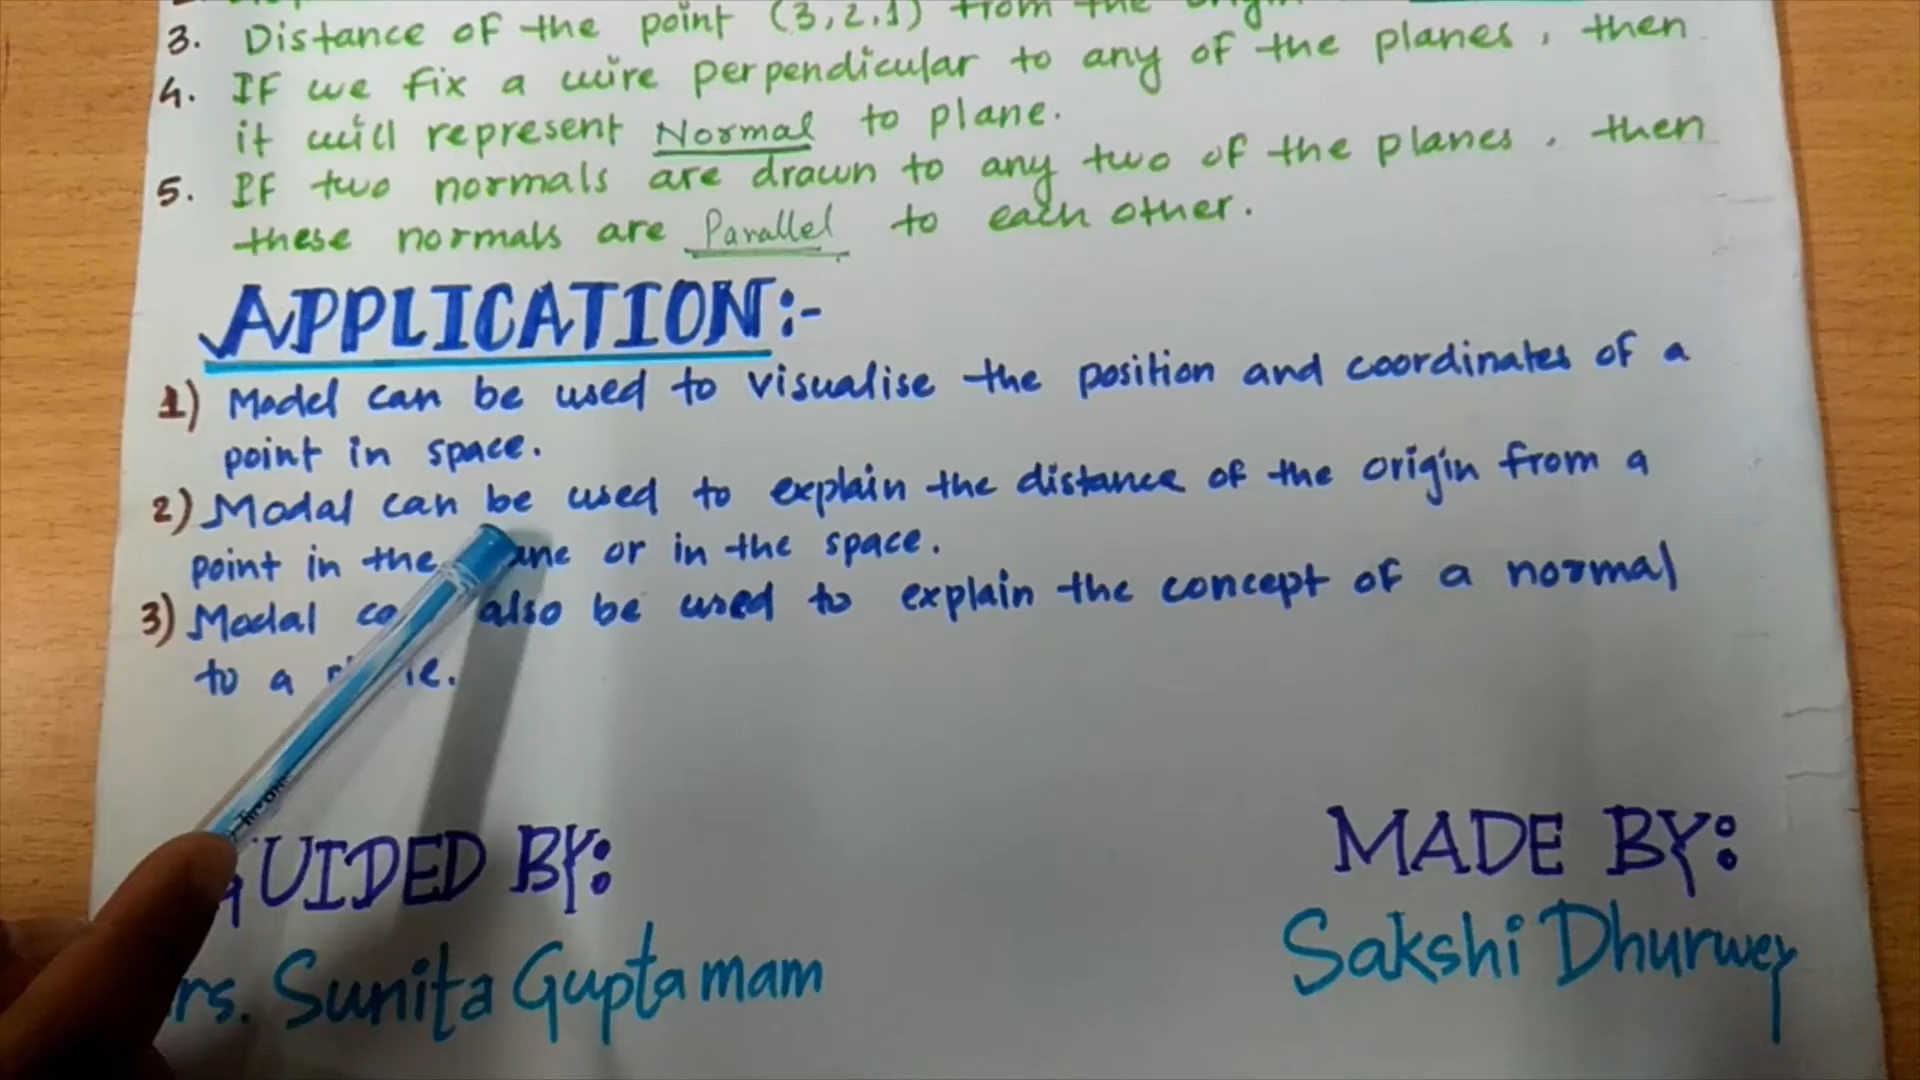 3. Distance of the point (3,2,1) from the origin
4. IF we fix a wire perpendicular to any of the planes, then
it will represent Normal to plane.
5. IF two normals are drawn to any two of the planes, then
these normals are Parallel to each other.
APPLICATION:-
1) Model can be used to visualise the position and coordinates of a
point in space.
2) Modal can be used to explain the distance of the origin from a
point in the or in the space.
3) Modal also be used to explain the concept of a normal
to a
GUIDED BY:
MADE BY:
Sunita Gupta mam
Sakshi Dhurwey